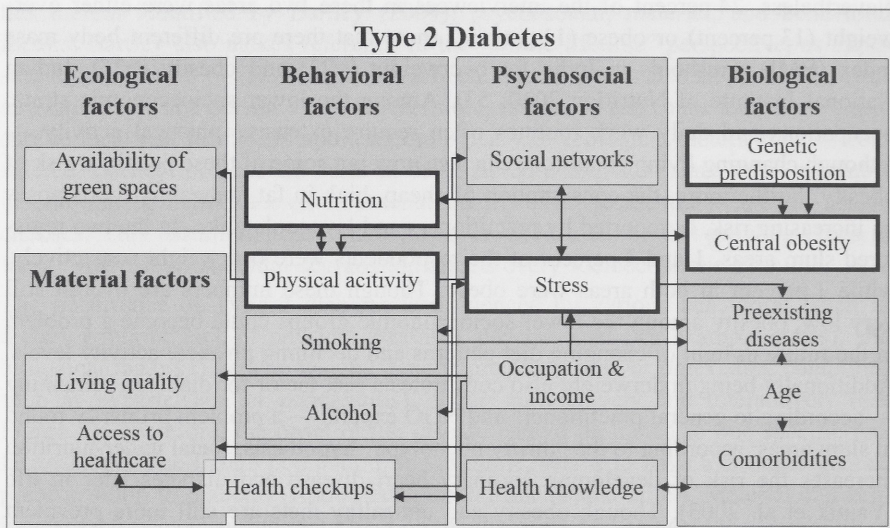 Type 2 Diabetes
Ecological
factors
Availability of
green spaces
Material factors
Living quality
Access to
healthcare
Behavioral
factors
Nutrition
Physical acitivity
Smoking
Alcohol
Health checkups
Psychosocial
factors
Social networks
Stress
Occupation &
income
Health knowledge
Biological
factors
Genetic
predisposition
Central obesity
Preexisting
diseases
Age
Comorbidities